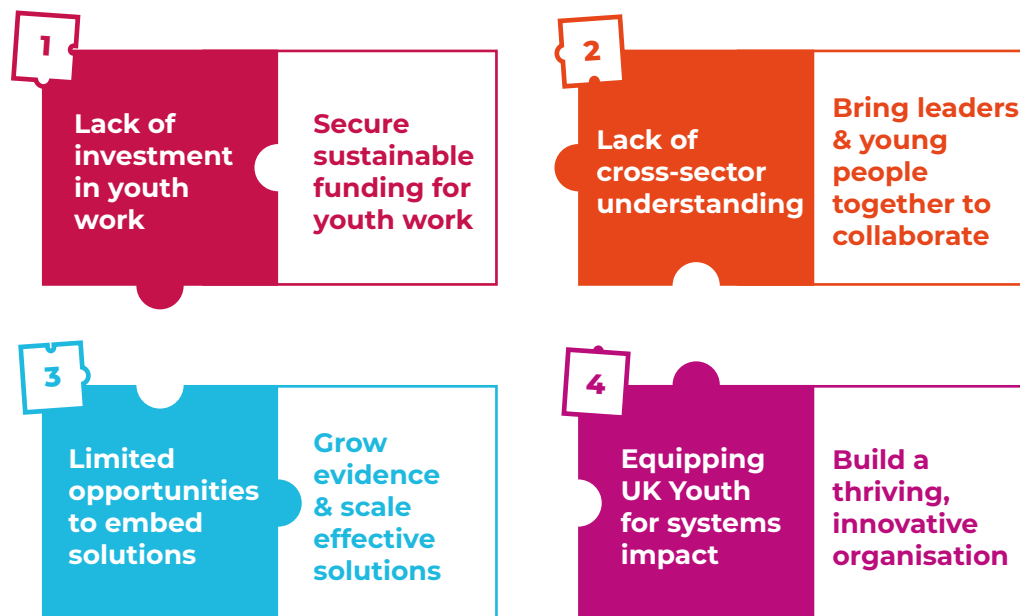 1
Lack of
investment
in youth
work
Secure
sustainable
funding for
youth work
2
Lack of
cross-sector
understanding
Bring leaders
& young
people
together to
collaborate
3
Limited
opportunities
to embed
solutions
Grow
evidence
& scale
effective
solutions
4
Equipping
UK Youth
for systems
impact
Build a
thriving,
innovative
organisation